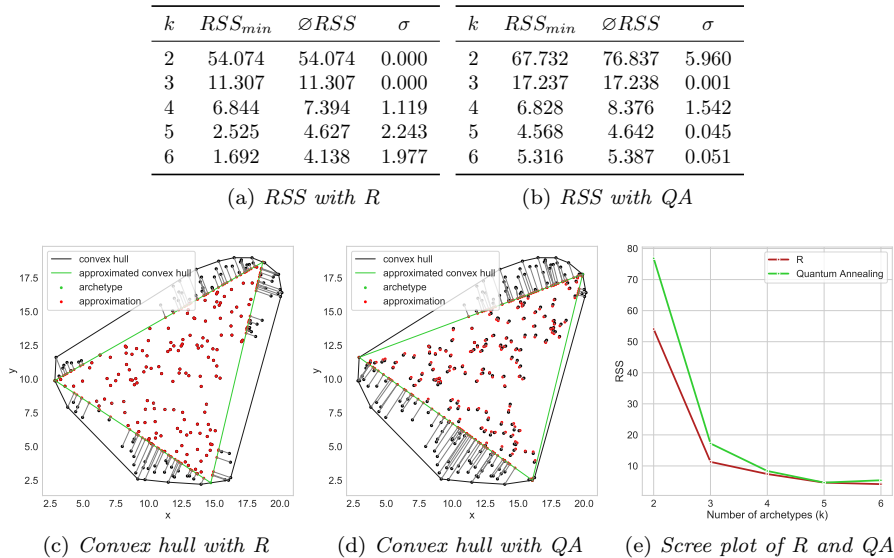 k RSSmin ∅RSS σ
2 54.074 54.074 0.000
3 11.307 11.307 0.000
4 6.844 7.394 1.119
5 2.525 4.627 2.243
6 1.692 4.138 1.977
(a) RSS with R
k RSSmin ∅RSS σ
2 67.732 76.837 5.960
3 17.237 17.238 0.001
4 6.828 8.376 1.542
5 4.568 4.642 0.045
6 5.316 5.387 0.051
(b) RSS with QA
convex hull
approximated convex hull
archetype
approximation
17.5
15.0
12.5
10.0
7.5
5.0
2.5
y
2.5 5.0 7.5 10.0 12.5 15.0 17.5 20.0
x
(c) Convex hull with R
convex hull
approximated convex hull
archetype
approximation
17.5
15.0
12.5
10.0
7.5
5.0
2.5
y
2.5 5.0 7.5 10.0 12.5 15.0 17.5 20.0
x
(d) Convex hull with QA
R
Quantum Annealing
80
70
60
50
40
30
20
10
RSS
2 3 4 5 6
Number of archetypes (k)
(e) Scree plot of R and QA